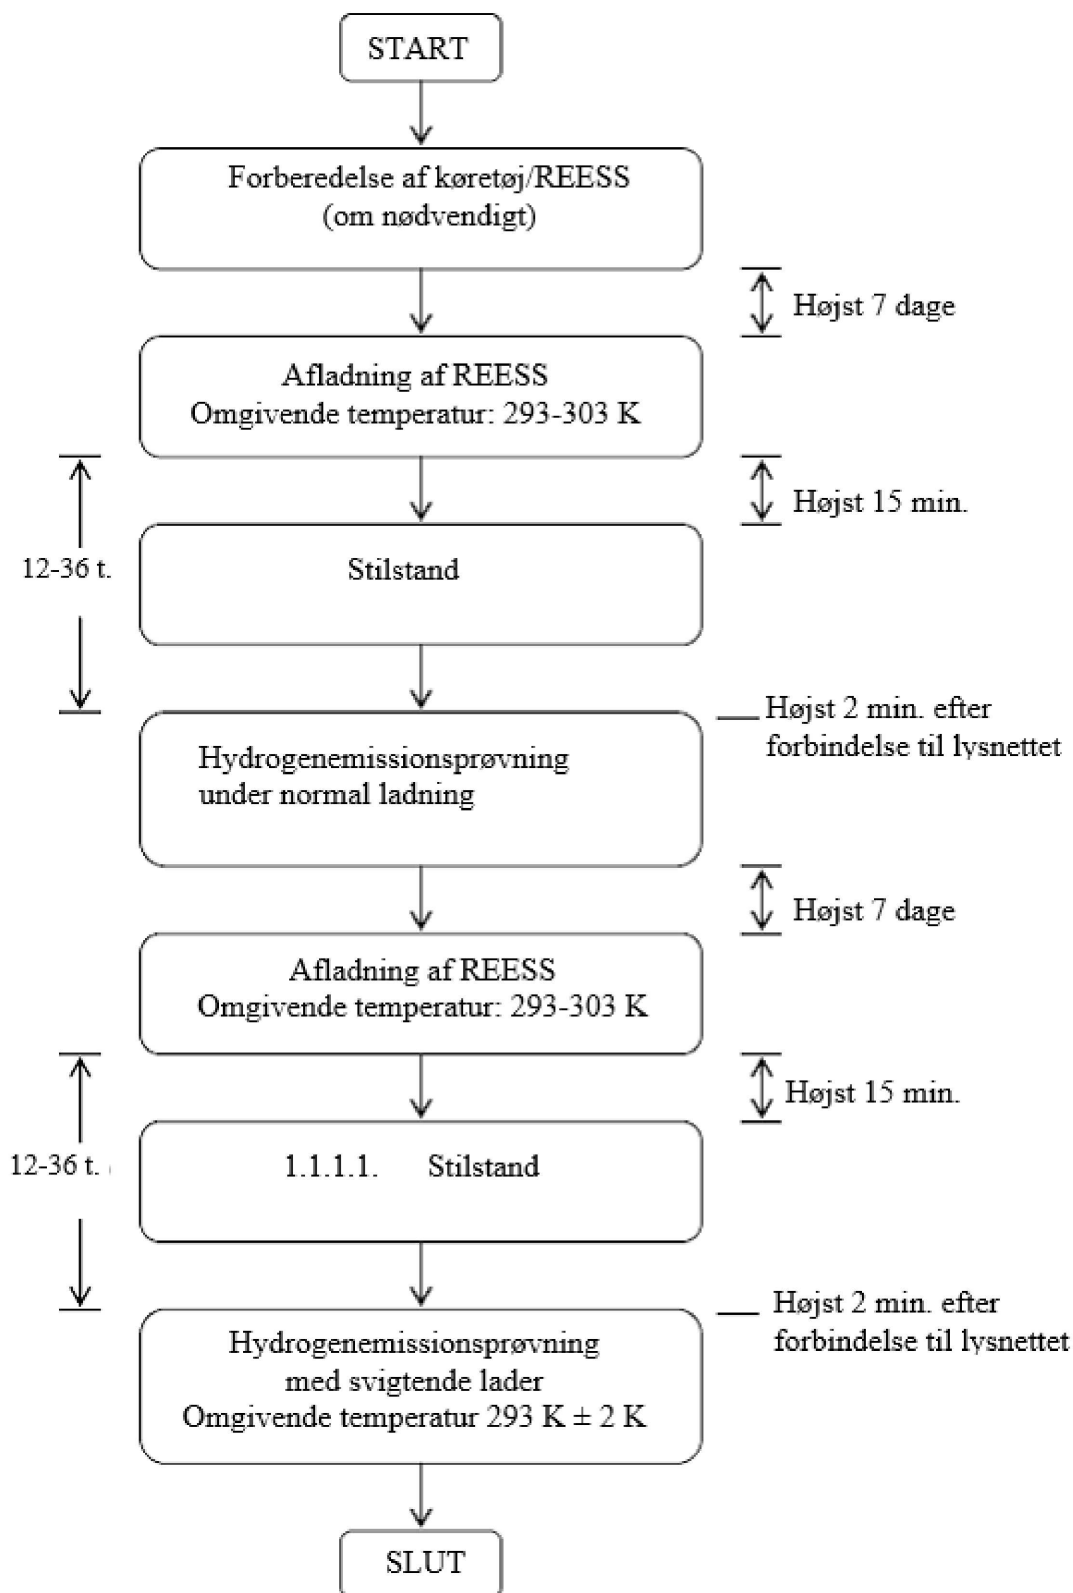 START
Forberedelse af køretøj/REESS
(om nødvendigt)
Højst 7 dage
Afladning af REESS
Omgivende temperatur: 293-303 K
Højst 15 min.
12-36 t.
Stilstand
Højst 2 min. efter
forbindelse til lysnettet
Hydrogenemissionsprøvning
under normal ladning
Højst 7 dage
Afladning af REESS
Omgivende temperatur: 293-303 K
Højst 15 min.
12-36 t.
1.1.1.1. Stilstand
Højst 2 min. efter
forbindelse til lysnettet
Hydrogenemissionsprøvning
med svigtende lader
Omgivende temperatur 293 K ± 2 K
SLUT